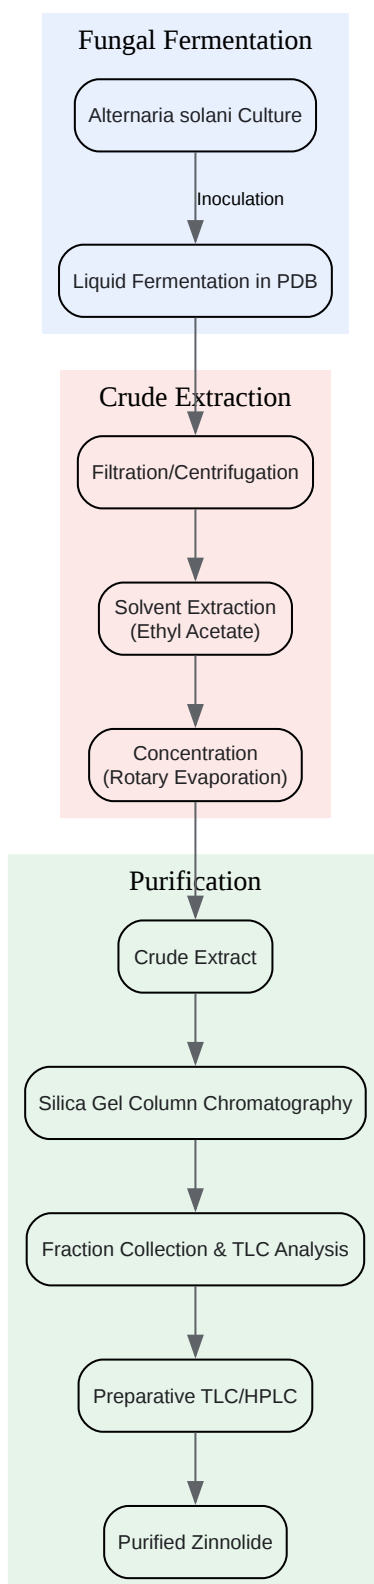 Fungal Fermentation
Alternaria solani Culture
Inoculation
Liquid Fermentation in PDB
Crude Extraction
Filtration/Centrifugation
Solvent Extraction
(Ethyl Acetate)
Concentration
(Rotary Evaporation)
Purification
Crude Extract
Silica Gel Column Chromatography
Fraction Collection & TLC Analysis
Preparative TLC/HPLC
Purified Zinnolide